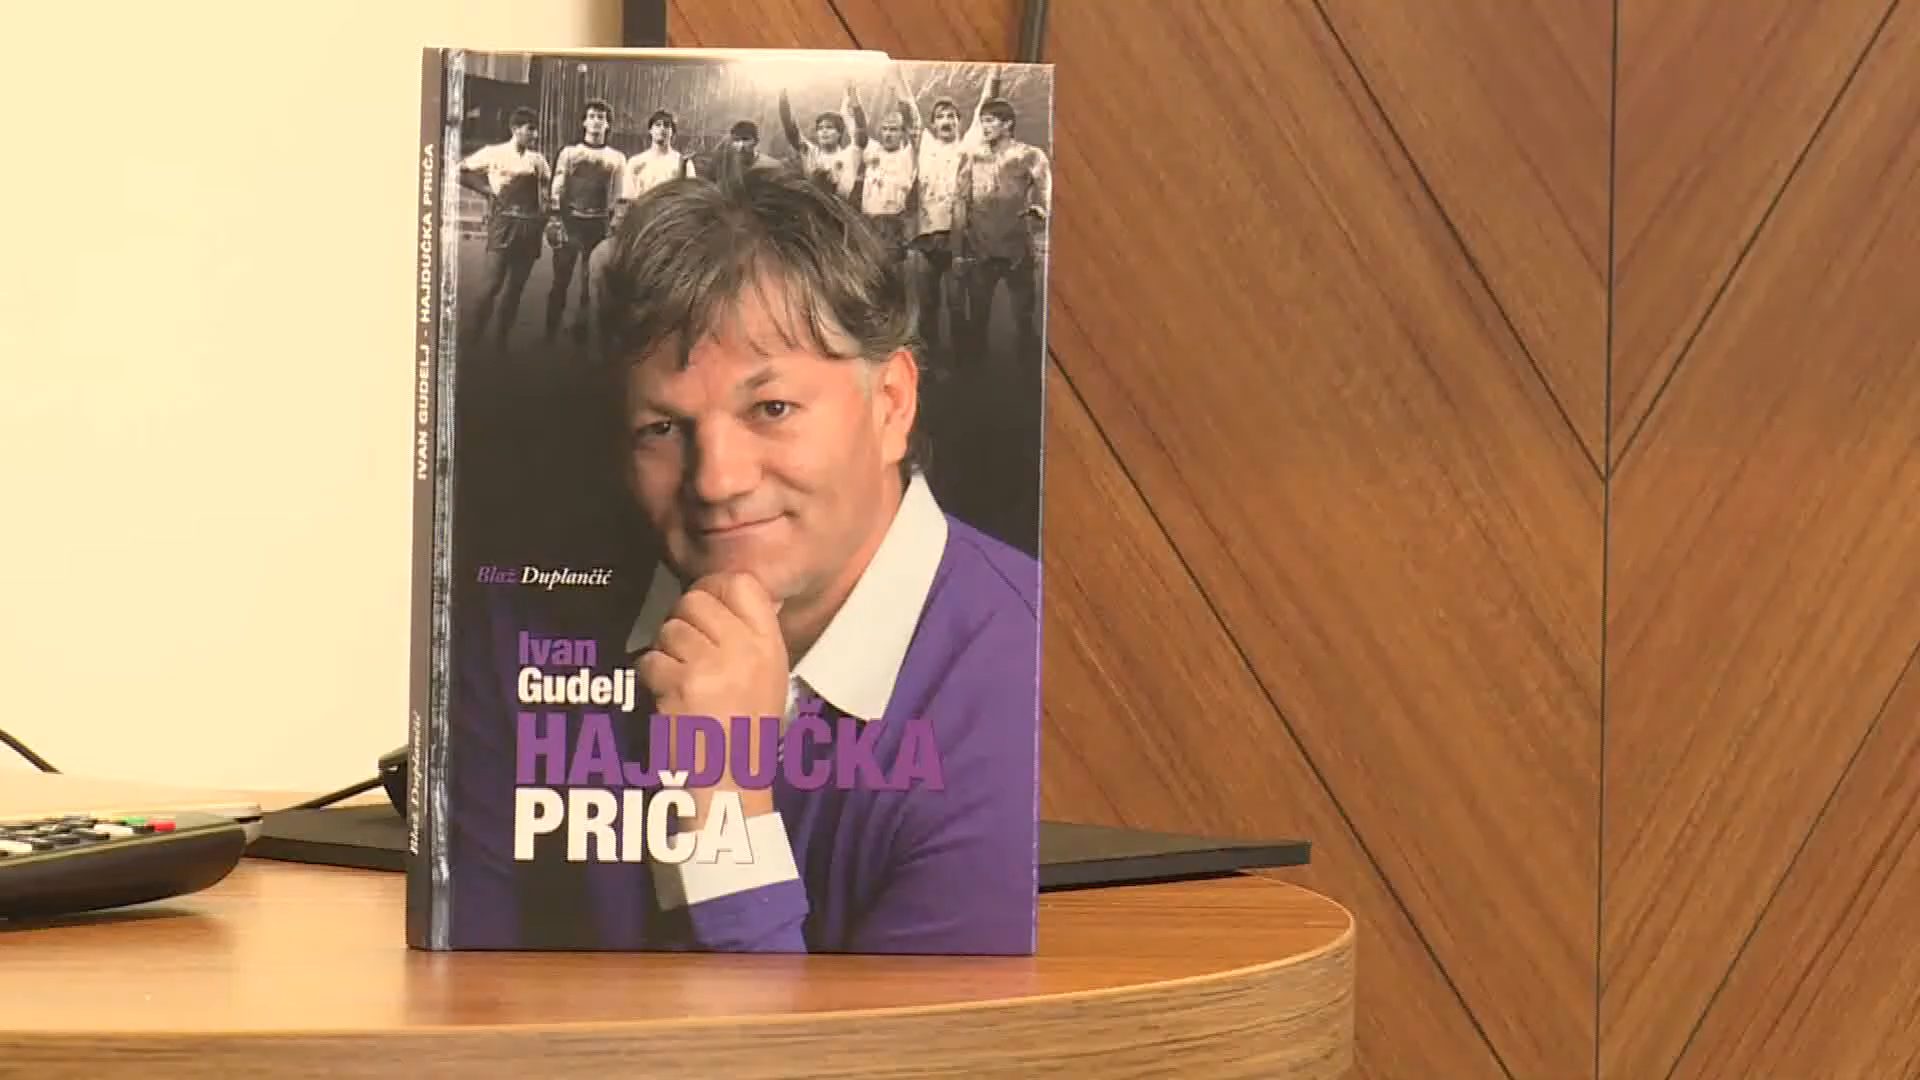 IVAN GUDELJ - HAJDUČKA PRIČA
Blaž Duplančić
Blaž Duplančić
Ivan
Gudelj
HAJDUČKA
PRIČA